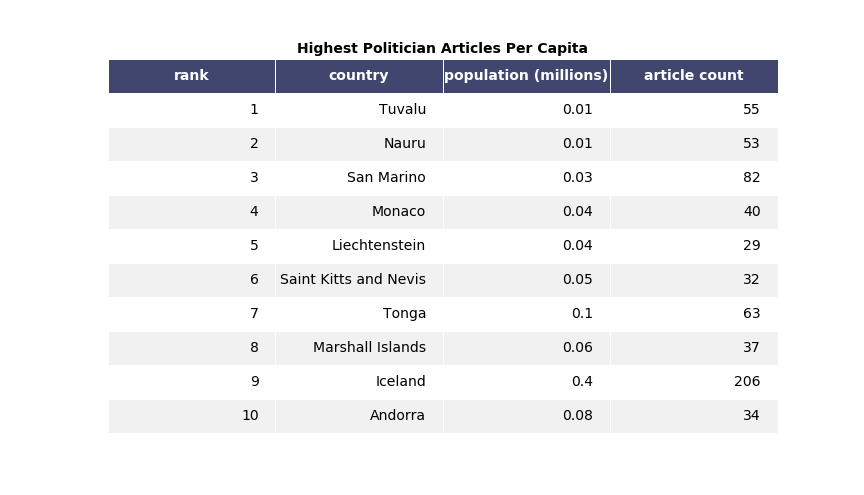 Highest Politician Articles Per Capita
rank country population (millions) article count
1 Tuvalu 0.01 55
2 Nauru 0.01 53
3 San Marino 0.03 82
4 Monaco 0.04 40
5 Liechtenstein 0.04 29
6 Saint Kitts and Nevis 0.05 32
7 Tonga 0.1 63
8 Marshall Islands 0.06 37
9 Iceland 0.4 206
10 Andorra 0.08 34